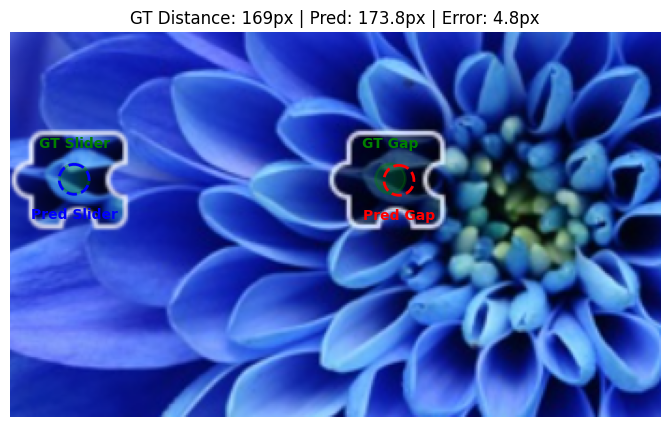 GT Distance: 169px | Pred: 173.8px | Error: 4.8px
GT Slider
GT Gap
Pred Slider
Pred Gap